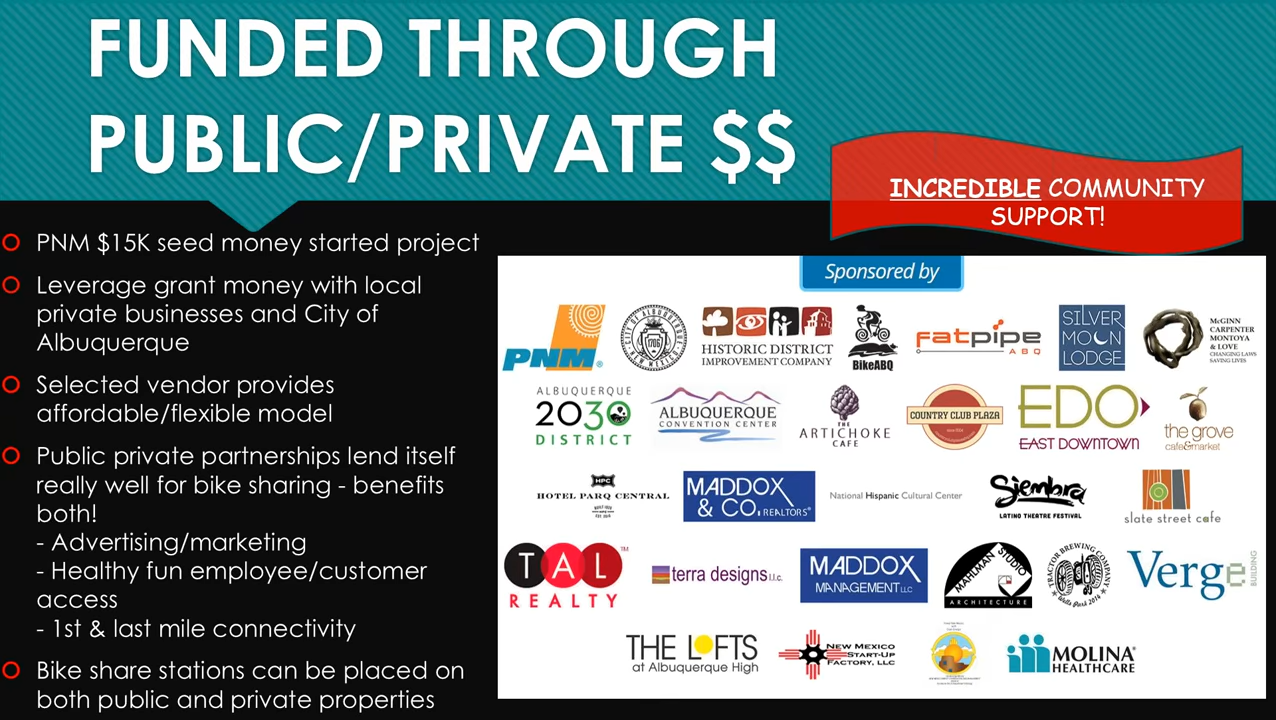 FUNDED THROUGH
PUBLIC/PRIVATE $$
INCREDIBLE COMMUNITY
SUPPORT!
PNM $15K seed money started project
Leverage grant money with local
private businesses and City of
Albuquerque
Selected vendor provides
affordable/flexible model
Public private partnerships lend itself
really well for bike sharing - benefits
both!
- Advertising/marketing
- Healthy fun employee/customer
access
- 1st & last mile connectivity
Bike share stations can be placed on
both public and private properties
Sponsored by
PNM®
1706
HISTORIC DISTRICT
IMPROVEMENT COMPANY
BikeABQ
fatpipe
ABQ
SILVER
MOON
LODGE
McGINN
CARPENTER
MONTOYA
& LOVE
CHANGING LAWS
SAVING LIVES
ALBUQUERQUE
2030
DISTRICT
ALBUQUERQUE
CONVENTION CENTER
THE
ARTICHOKE
CAFE
COUNTRY CLUB PLAZA
EDO
EAST DOWNTOWN
the grove
cafe&market
HPC
HOTEL PARQ CENTRAL
MADDOX
& CO. REALTORS®
National Hispanic Cultural Center
Siembra
LATINO THEATRE FESTIVAL
slate street cafe
TAL™
REALTY
terra designs l.l.c.
MADDOX
MANAGEMENT LLC
MAHLMAN STUDIO
ARCHITECTURE
TRACTOR BREWING COMPANY
Wells Park 2014
Verge
BUILDING
THE LOFTS
at Albuquerque High
NEW MEXICO
START-UP
FACTORY, LLC
MOLINA®
HEALTHCARE